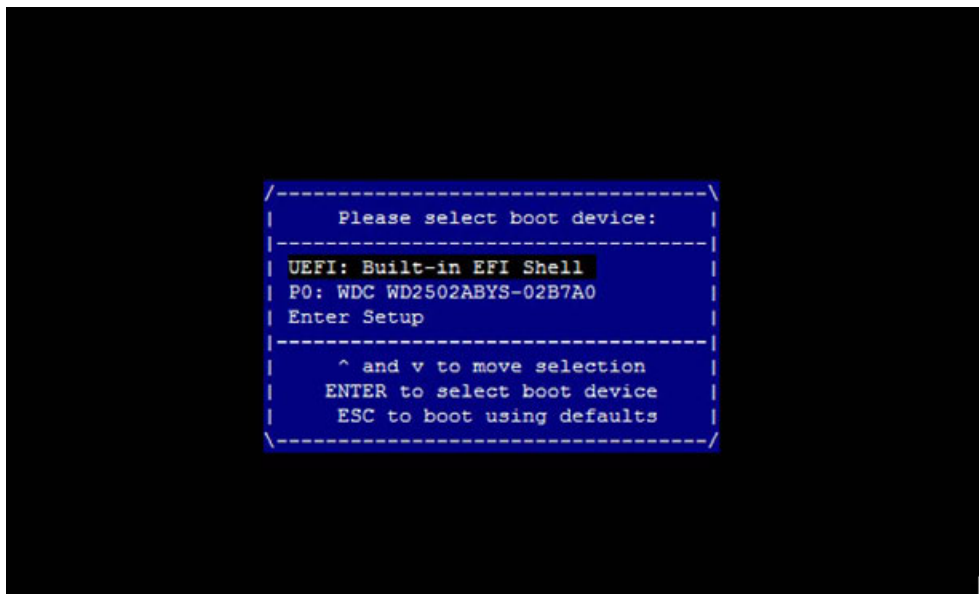 /-----------------------------------\
|     Please select boot device:    |
|-----------------------------------|
| UEFI: Built-in EFI Shell          |
| P0: WDC WD2502ABYS-02B7A0         |
| Enter Setup                       |
|-----------------------------------|
|     ^ and v to move selection     |
|    ENTER to select boot device    |
|     ESC to boot using defaults    |
\-----------------------------------/